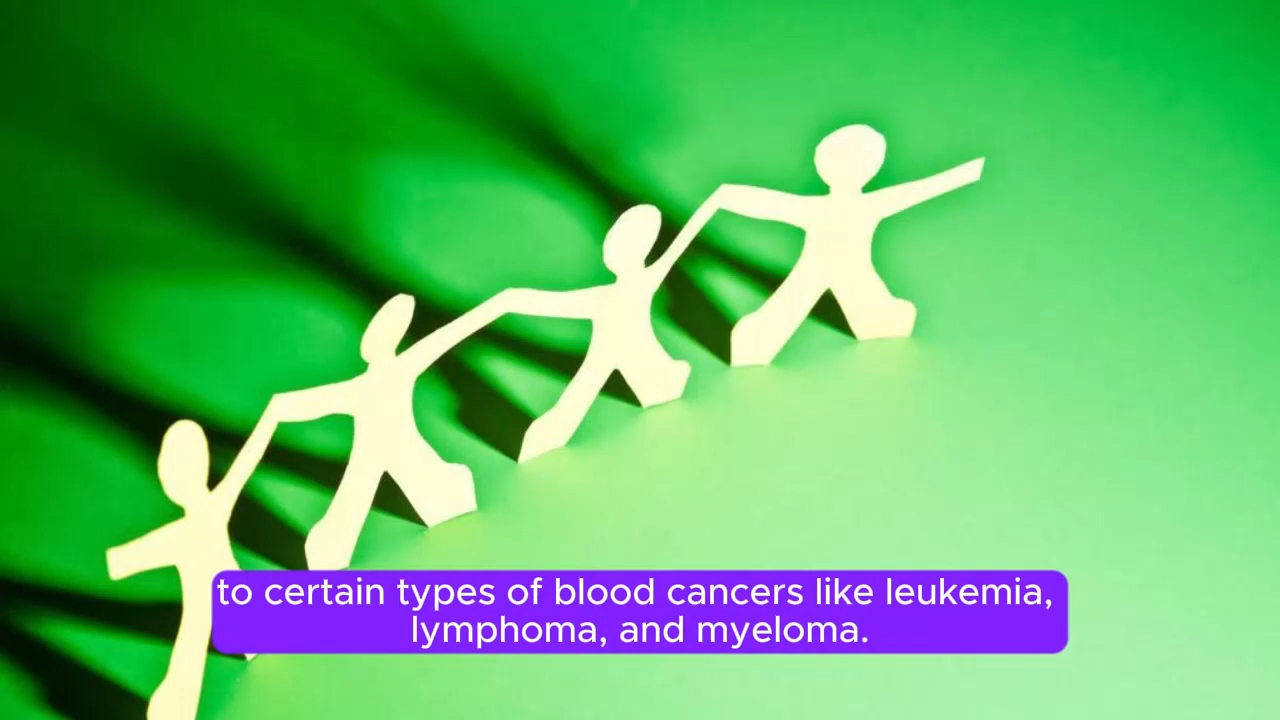 to certain types of blood cancers like leukemia,
lymphoma, and myeloma.